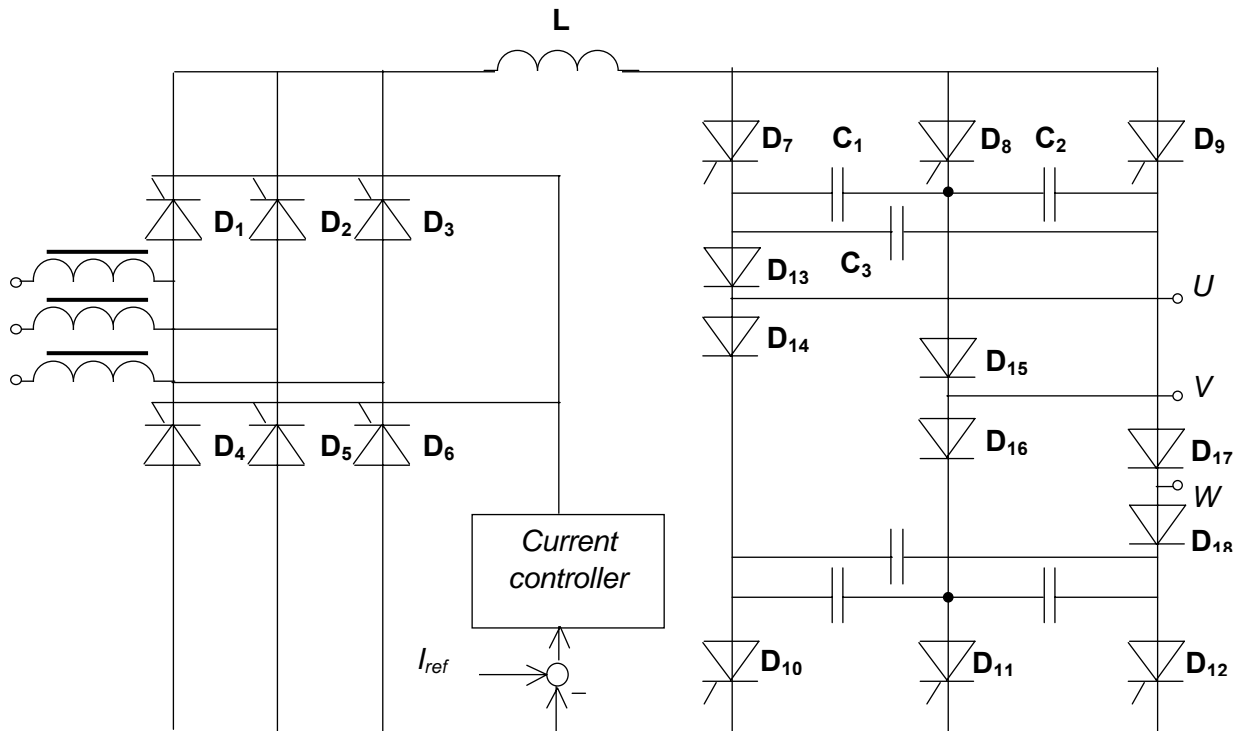 L
D7 C1 D8 C2 D9
D1 D2 D3
C3
D13
U
D14
D15
V
D4 D5 D6
D16
D17
W
D18
Current
controller
Iref
D10 D11 D12
–